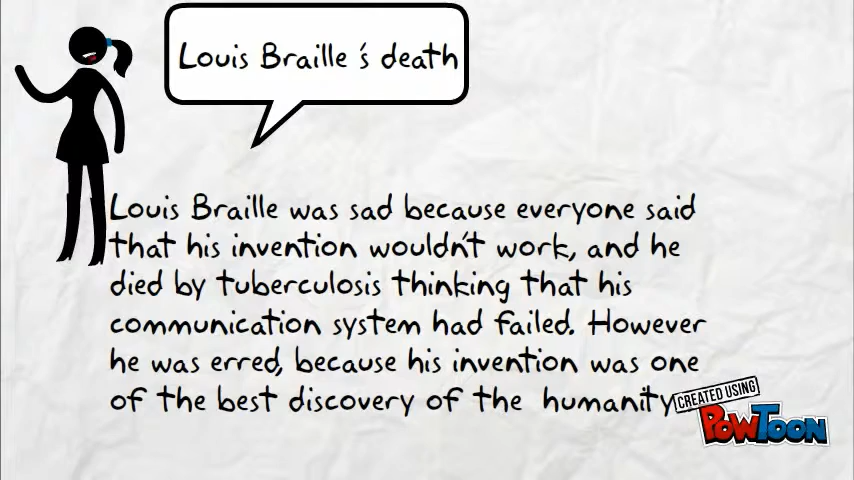 Louis Braille ´s death
Louis Braille was sad because everyone said
that his invention wouldn't work, and he
died by tuberculosis thinking that his
communication system had failed. However
he was erred, because his invention was one
of the best discovery of the humanity
CREATED USING
POWTOON